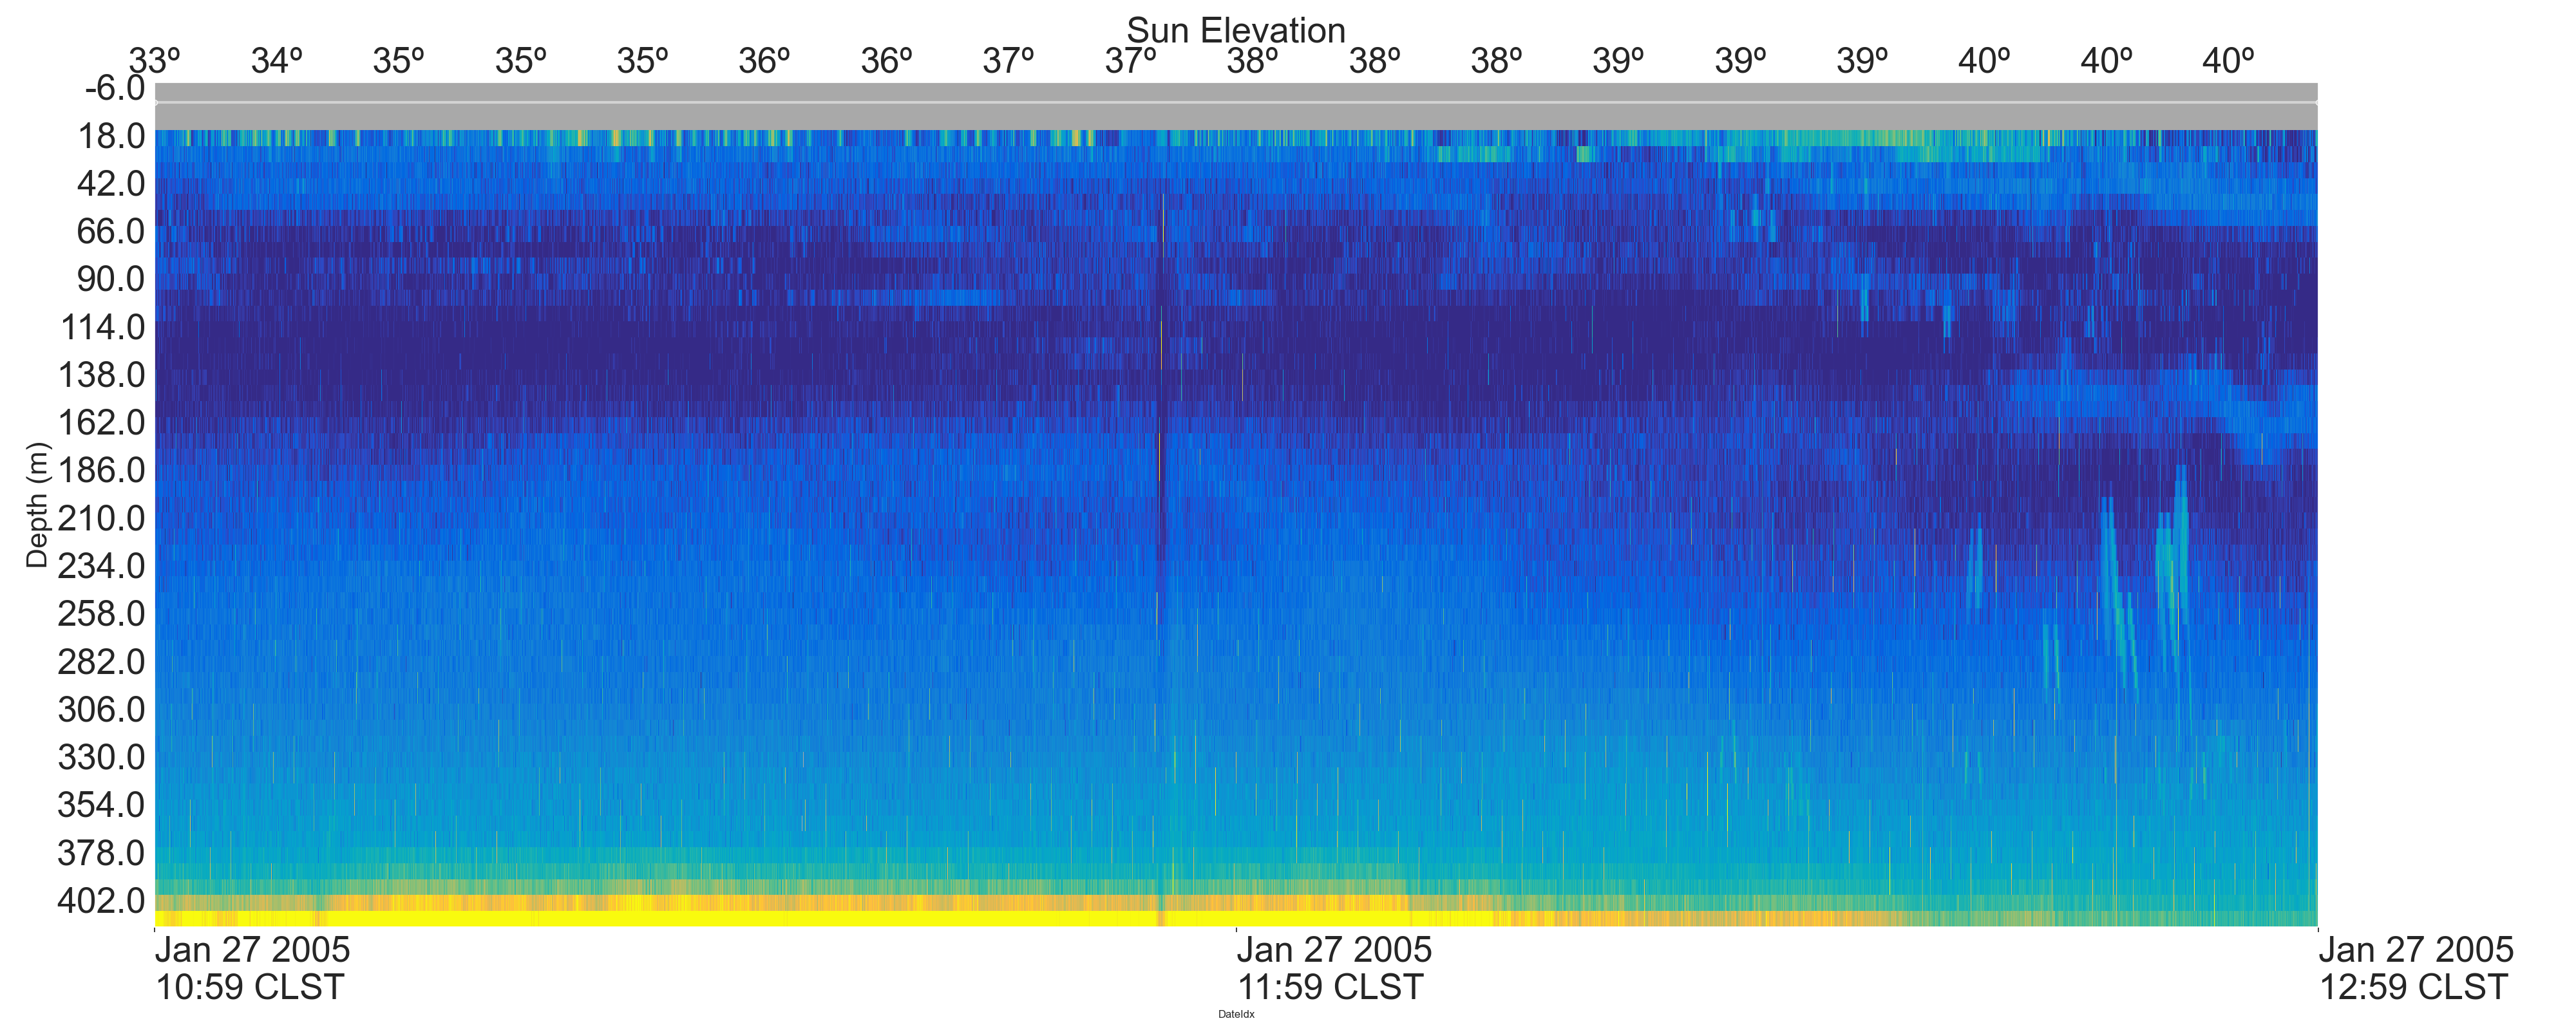 Sun Elevation
33º 34º 35º 35º 35º 36º 36º 37º 37º 38º 38º 38º 39º 39º 39º 40º 40º 40º
-6.0
18.0
42.0
66.0
90.0
114.0
138.0
162.0
186.0
210.0
234.0
258.0
282.0
306.0
330.0
354.0
378.0
402.0
Depth (m)
Jan 27 2005
10:59 CLST
Jan 27 2005
11:59 CLST
Jan 27 2005
12:59 CLST
DateIdx